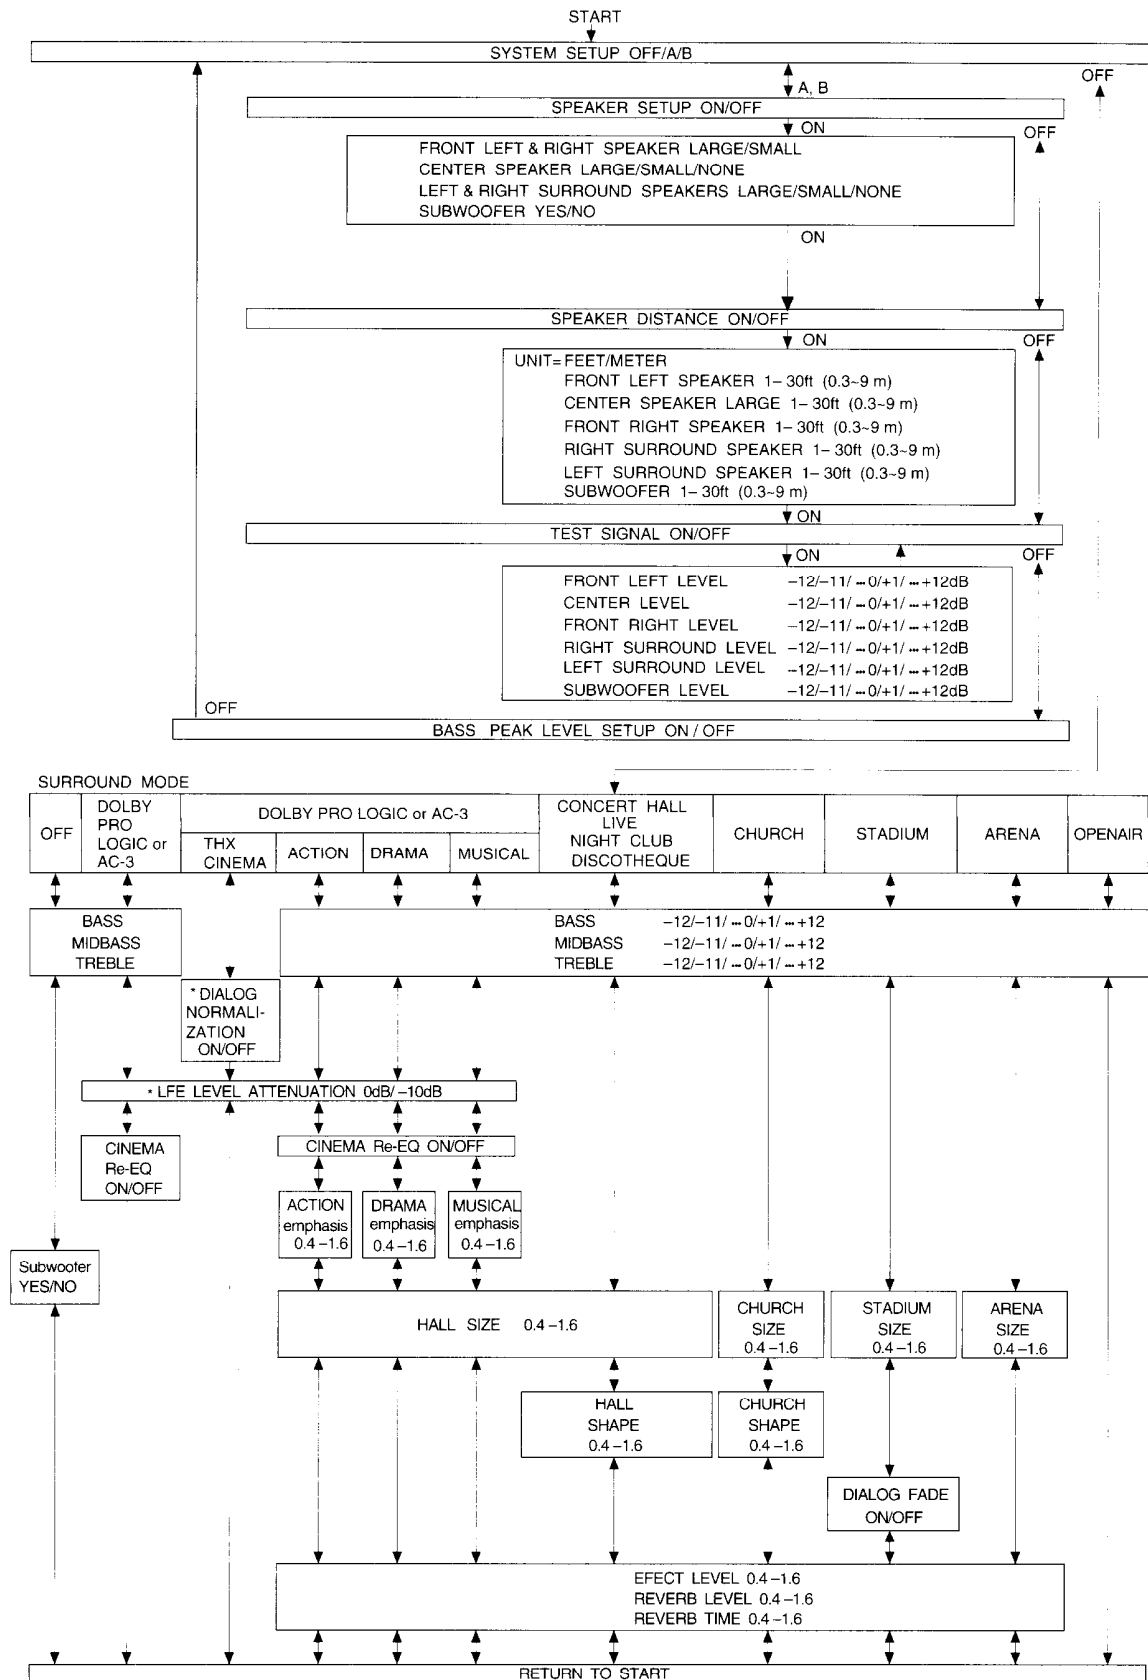 START
SYSTEM SETUP OFF/A/B
OFF
A, B
SPEAKER SETUP ON/OFF
ON
OFF
FRONT LEFT & RIGHT SPEAKER LARGE/SMALL
CENTER SPEAKER LARGE/SMALL/NONE
LEFT & RIGHT SURROUND SPEAKERS LARGE/SMALL/NONE
SUBWOOFER YES/NO
ON
SPEAKER DISTANCE ON/OFF
ON
OFF
UNIT= FEET/METER
FRONT LEFT SPEAKER 1– 30ft (0.3~9 m)
CENTER SPEAKER LARGE 1– 30ft (0.3~9 m)
FRONT RIGHT SPEAKER 1– 30ft (0.3~9 m)
RIGHT SURROUND SPEAKER 1– 30ft (0.3~9 m)
LEFT SURROUND SPEAKER 1– 30ft (0.3~9 m)
SUBWOOFER 1– 30ft (0.3~9 m)
ON
TEST SIGNAL ON/OFF
ON
OFF
FRONT LEFT LEVEL –12/–11/ ... 0/+1/ ... +12dB
CENTER LEVEL –12/–11/ ... 0/+1/ ... +12dB
FRONT RIGHT LEVEL –12/–11/ ... 0/+1/ ... +12dB
RIGHT SURROUND LEVEL –12/–11/ ... 0/+1/ ... +12dB
LEFT SURROUND LEVEL –12/–11/ ... 0/+1/ ... +12dB
SUBWOOFER LEVEL –12/–11/ ... 0/+1/ ... +12dB
OFF
BASS PEAK LEVEL SETUP ON / OFF
SURROUND MODE
OFF
DOLBY
PRO
LOGIC or
AC-3
DOLBY PRO LOGIC or AC-3
THX
CINEMA
ACTION
DRAMA
MUSICAL
CONCERT HALL
LIVE
NIGHT CLUB
DISCOTHEQUE
CHURCH
STADIUM
ARENA
OPENAIR
BASS
MIDBASS
TREBLE
BASS –12/–11/ ... 0/+1/ ... +12
MIDBASS –12/–11/ ... 0/+1/ ... +12
TREBLE –12/–11/ ... 0/+1/ ... +12
* DIALOG
NORMALI-
ZATION
ON/OFF
* LFE LEVEL ATTENUATION 0dB/ –10dB
CINEMA
Re-EQ
ON/OFF
CINEMA Re-EQ ON/OFF
ACTION
emphasis
0.4 –1.6
DRAMA
emphasis
0.4 –1.6
MUSICAL
emphasis
0.4 –1.6
Subwooter
YES/NO
HALL SIZE 0.4 –1.6
CHURCH
SIZE
0.4 –1.6
STADIUM
SIZE
0.4 –1.6
ARENA
SIZE
0.4 –1.6
HALL
SHAPE
0.4 –1.6
CHURCH
SHAPE
0.4 –1.6
DIALOG FADE
ON/OFF
EFECT LEVEL 0.4 –1.6
REVERB LEVEL 0.4 –1.6
REVERB TIME 0.4 –1.6
RETURN TO START